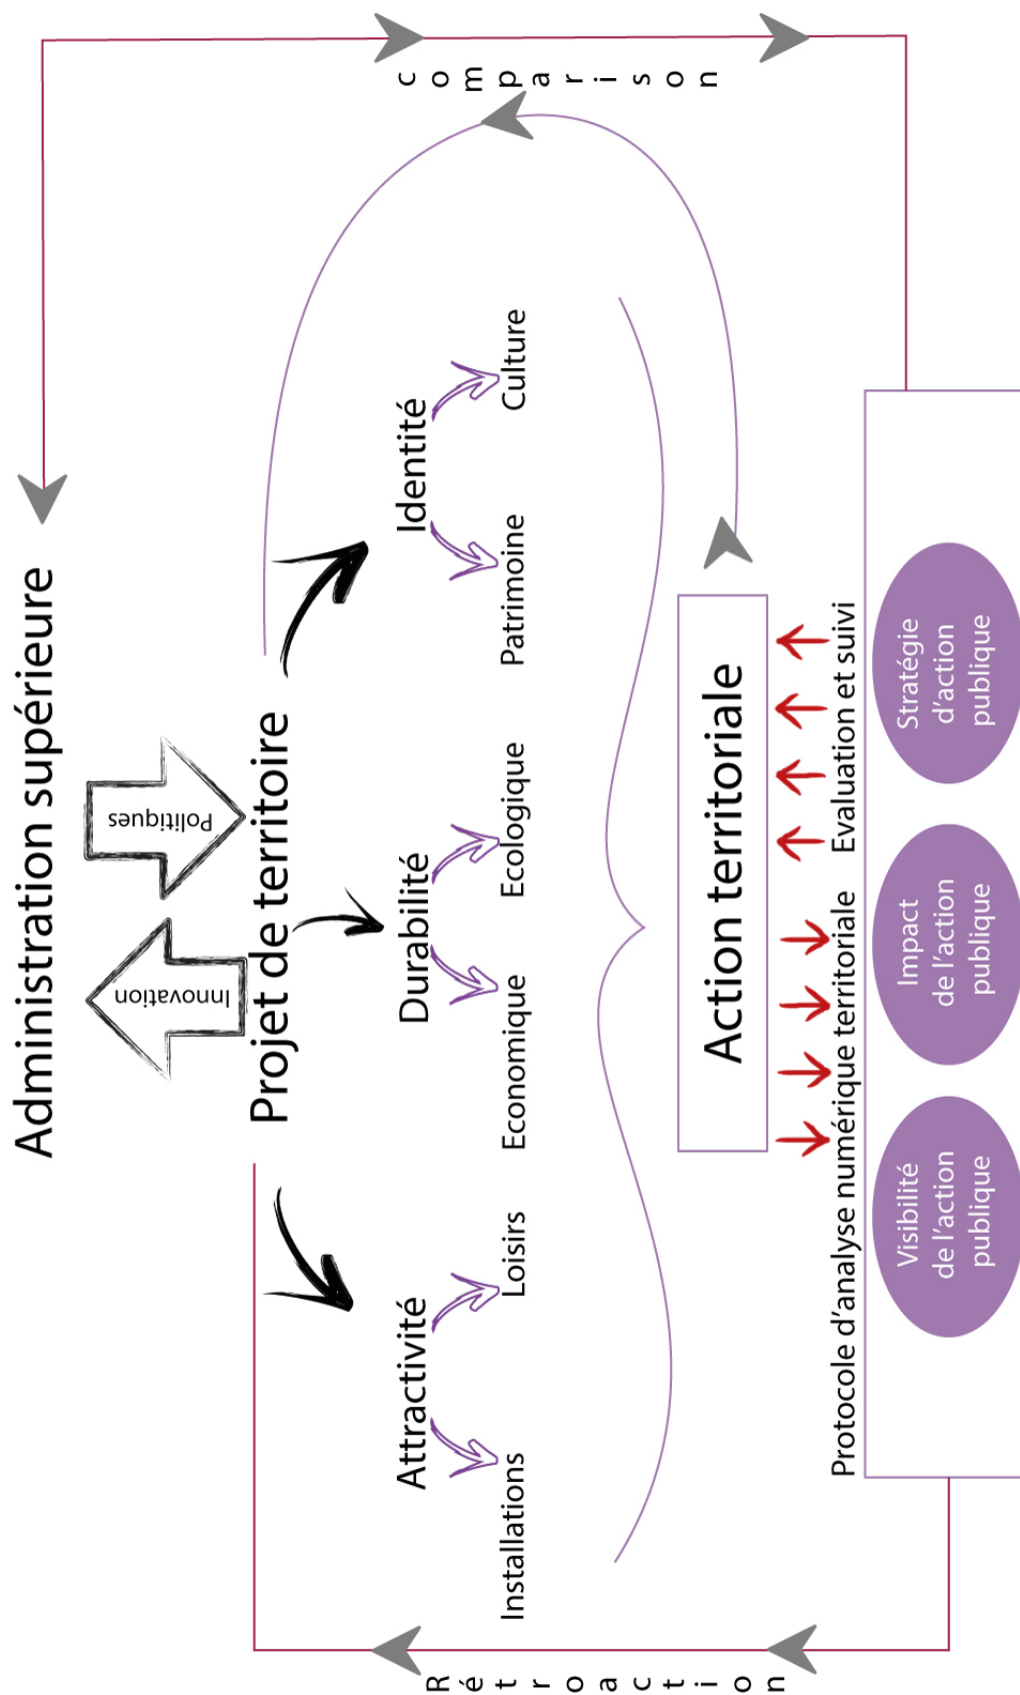 Administration supérieure
Innovation
Politiques
Projet de territoire
Attractivité
Durabilité
Identité
Installations
Loisirs
Economique
Ecologique
Patrimoine
Culture
Action territoriale
Protocole d'analyse numérique territoriale
Evaluation et suivi
Visibilité
de l'action
publique
Impact
de l'action
publique
Stratégie
d'action
publique
Rétroaction
comparison